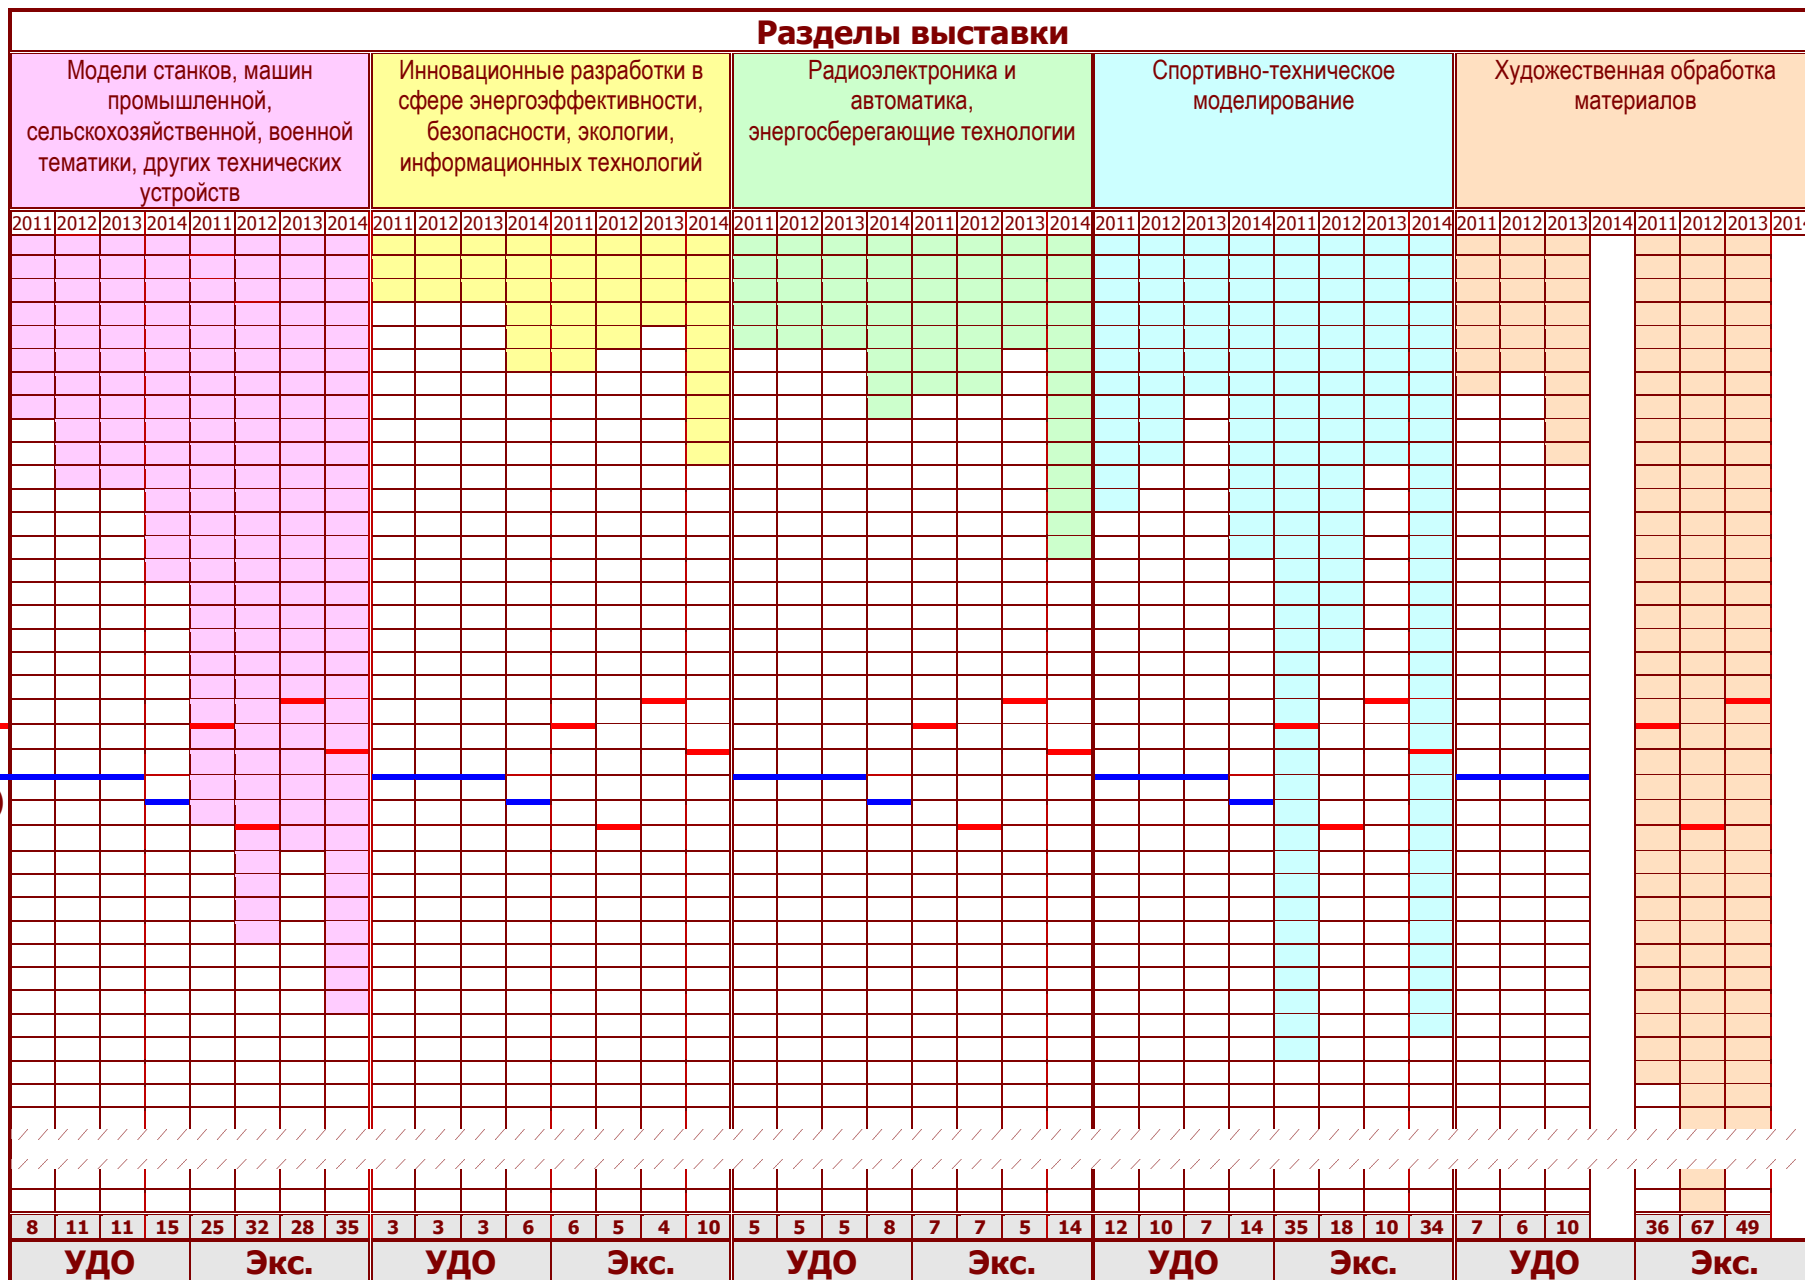 Разделы выставки
Модели станков, машин
промышленной,
сельскохозяйственной, военной
тематики, других технических
устройств
Инновационные разработки в
сфере энергоэффективности,
безопасности, экологии,
информационных технологий
Радиоэлектроника и
автоматика,
энергосберегающие технологии
Спортивно-техническое
моделирование
Художественная обработка
материалов
2011 2012 2013 2014 2011 2012 2013 2014 2011 2012 2013 2014 2011 2012 2013 2014 2011 2012 2013 2014 2011 2012 2013 2014 2011 2012 2013 2014 2011 2012 2013 2014 2011 2012 2013 2014 2011 2012 2013 2014
)
8 11 11 15 25 32 28 35 3 3 3 6 6 5 4 10 5 5 5 8 7 7 5 14 12 10 7 14 35 18 10 34 7 6 10 36 67 49
УДО Экс. УДО Экс. УДО Экс. УДО Экс. УДО Экс.